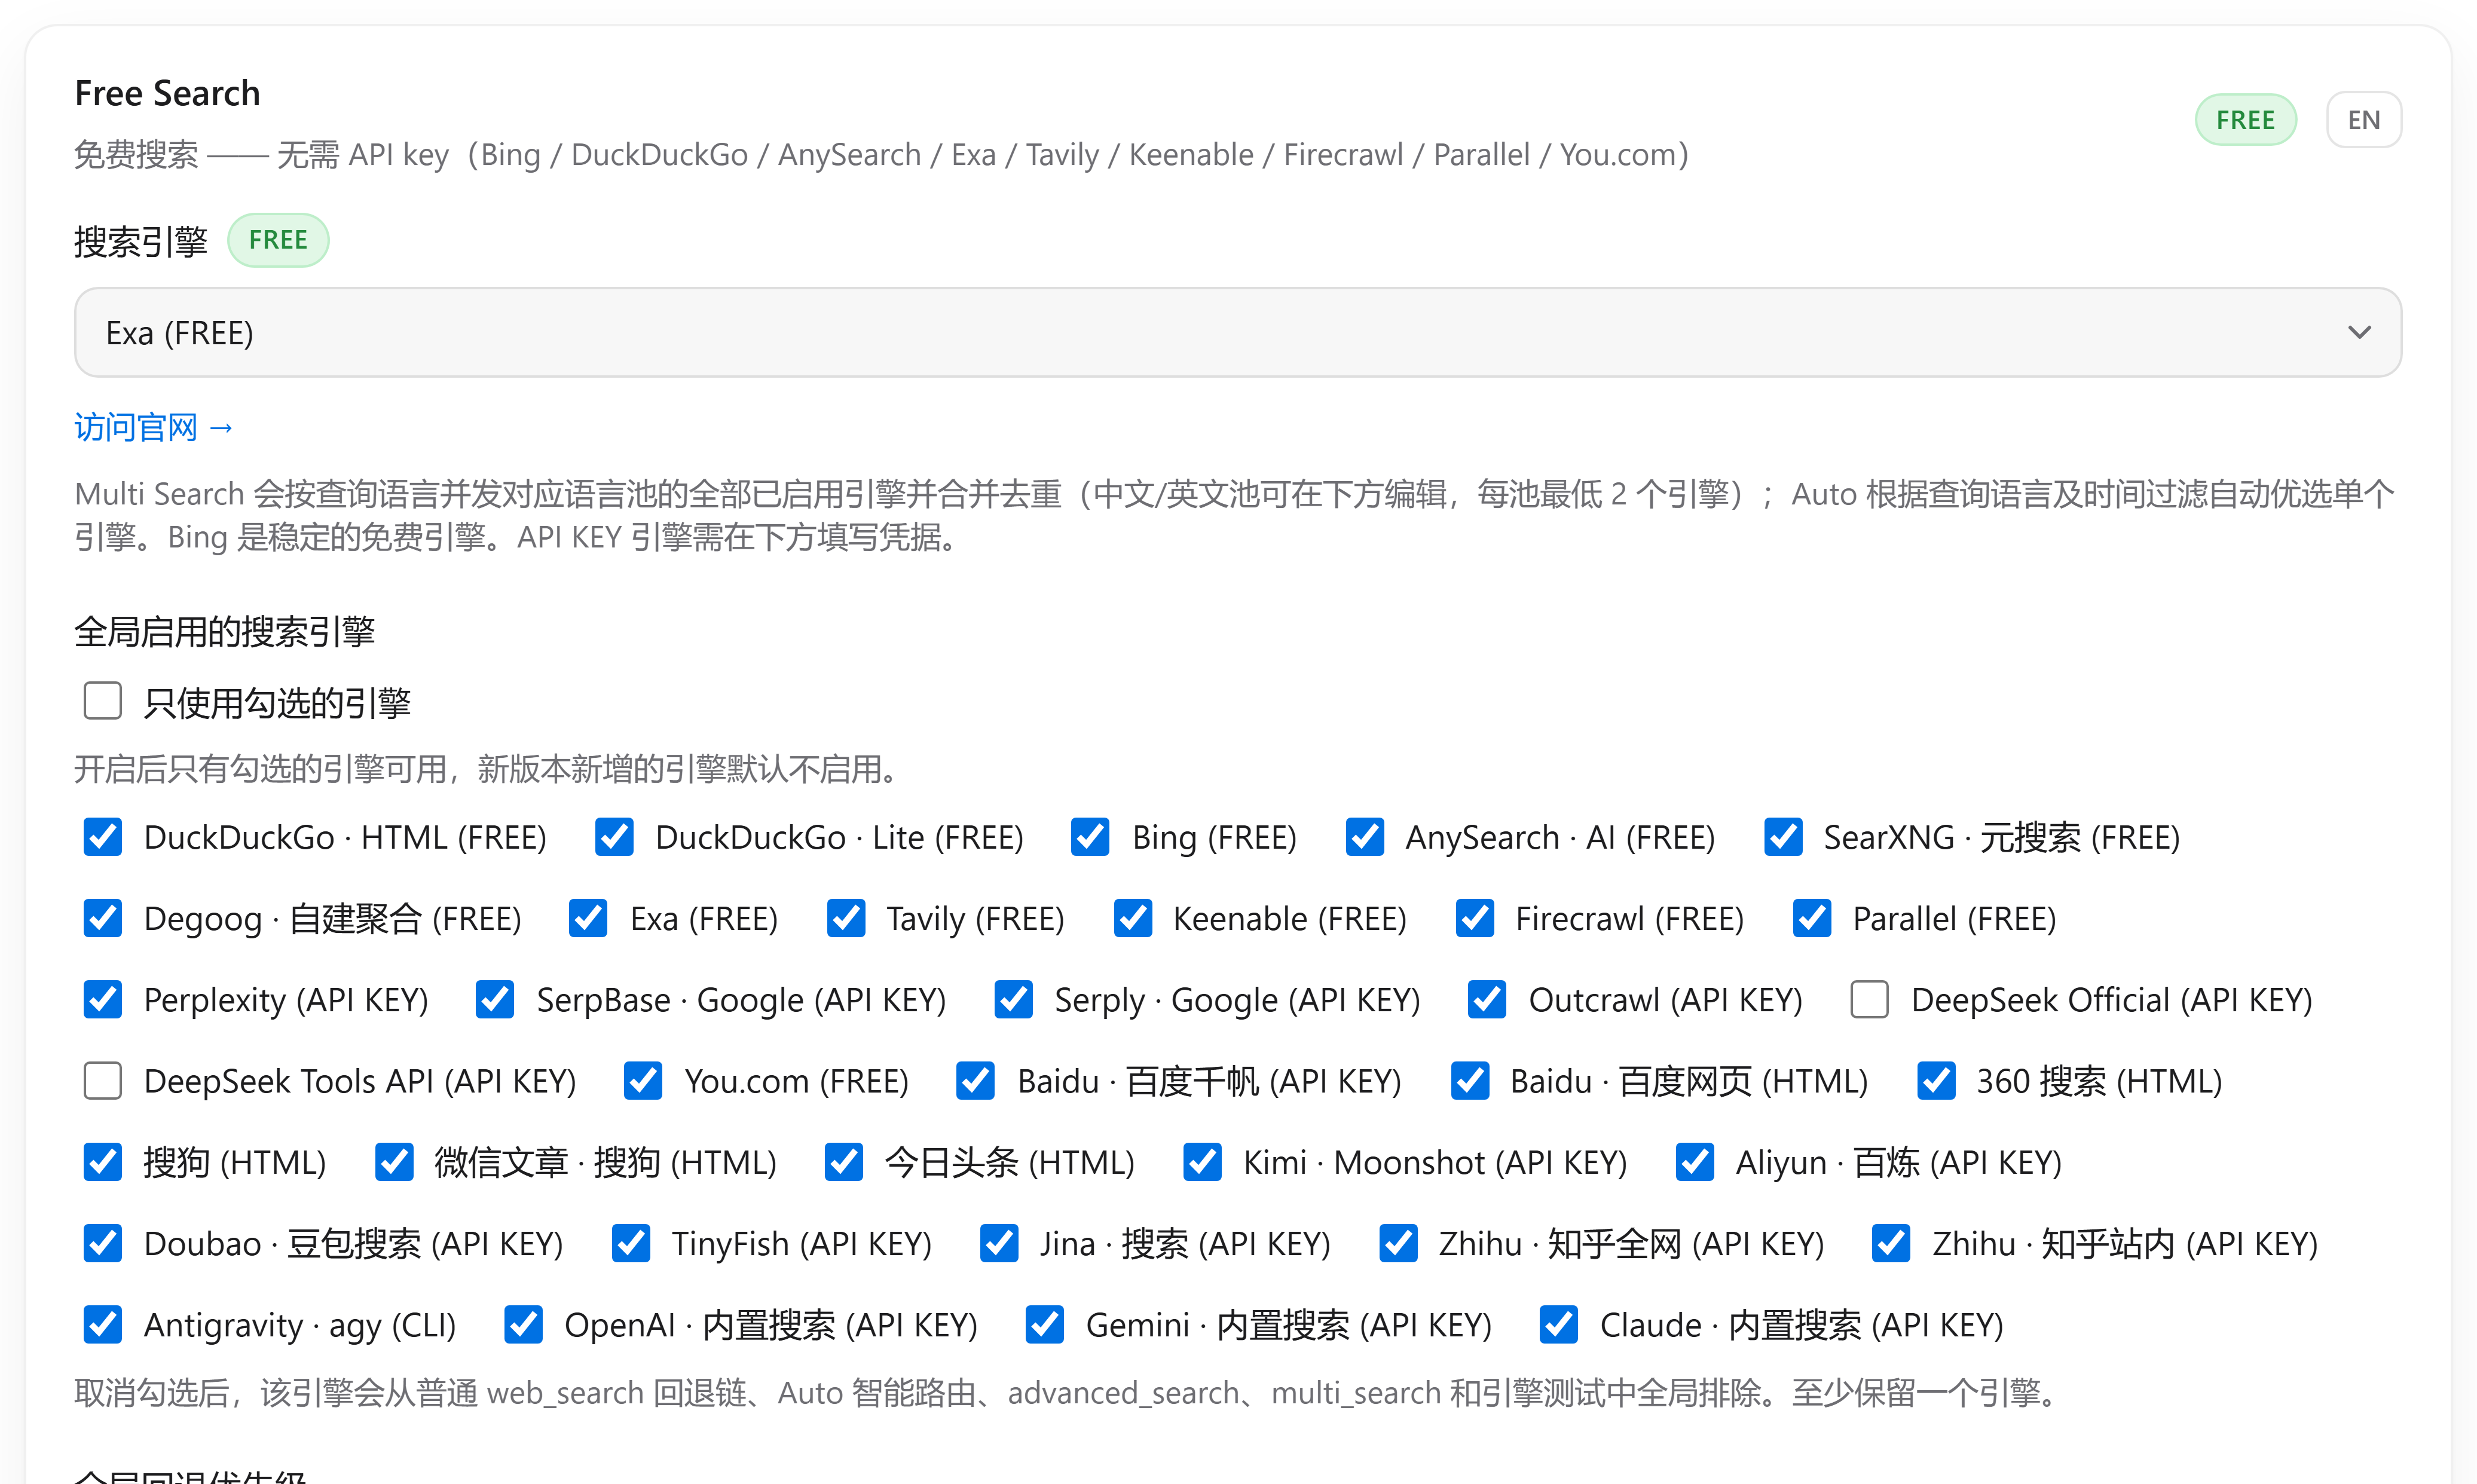 Free Search
免费搜索 —— 无需 API key（Bing / DuckDuckGo / AnySearch / Exa / Tavily / Keenable / Firecrawl / Parallel / You.com）
FREE
EN
搜索引擎 FREE
Exa (FREE)
访问官网 →
Multi Search 会按查询语言并发对应语言池的全部已启用引擎并合并去重（中文/英文池可在下方编辑，每池最低 2 个引擎）；Auto 根据查询语言及时间过滤自动优选单个
引擎。Bing 是稳定的免费引擎。API KEY 引擎需在下方填写凭据。
全局启用的搜索引擎
只使用勾选的引擎
开启后只有勾选的引擎可用，新版本新增的引擎默认不启用。
DuckDuckGo · HTML (FREE) DuckDuckGo · Lite (FREE) Bing (FREE) AnySearch · AI (FREE) SearXNG · 元搜索 (FREE)
Degoog · 自建聚合 (FREE) Exa (FREE) Tavily (FREE) Keenable (FREE) Firecrawl (FREE) Parallel (FREE)
Perplexity (API KEY) SerpBase · Google (API KEY) Serply · Google (API KEY) Outcrawl (API KEY) DeepSeek Official (API KEY)
DeepSeek Tools API (API KEY) You.com (FREE) Baidu · 百度千帆 (API KEY) Baidu · 百度网页 (HTML) 360 搜索 (HTML)
搜狗 (HTML) 微信文章 · 搜狗 (HTML) 今日头条 (HTML) Kimi · Moonshot (API KEY) Aliyun · 百炼 (API KEY)
Doubao · 豆包搜索 (API KEY) TinyFish (API KEY) Jina · 搜索 (API KEY) Zhihu · 知乎全网 (API KEY) Zhihu · 知乎站内 (API KEY)
Antigravity · agy (CLI) OpenAI · 内置搜索 (API KEY) Gemini · 内置搜索 (API KEY) Claude · 内置搜索 (API KEY)
取消勾选后，该引擎会从普通 web_search 回退链、Auto 智能路由、advanced_search、multi_search 和引擎测试中全局排除。至少保留一个引擎。
全局回退优先级